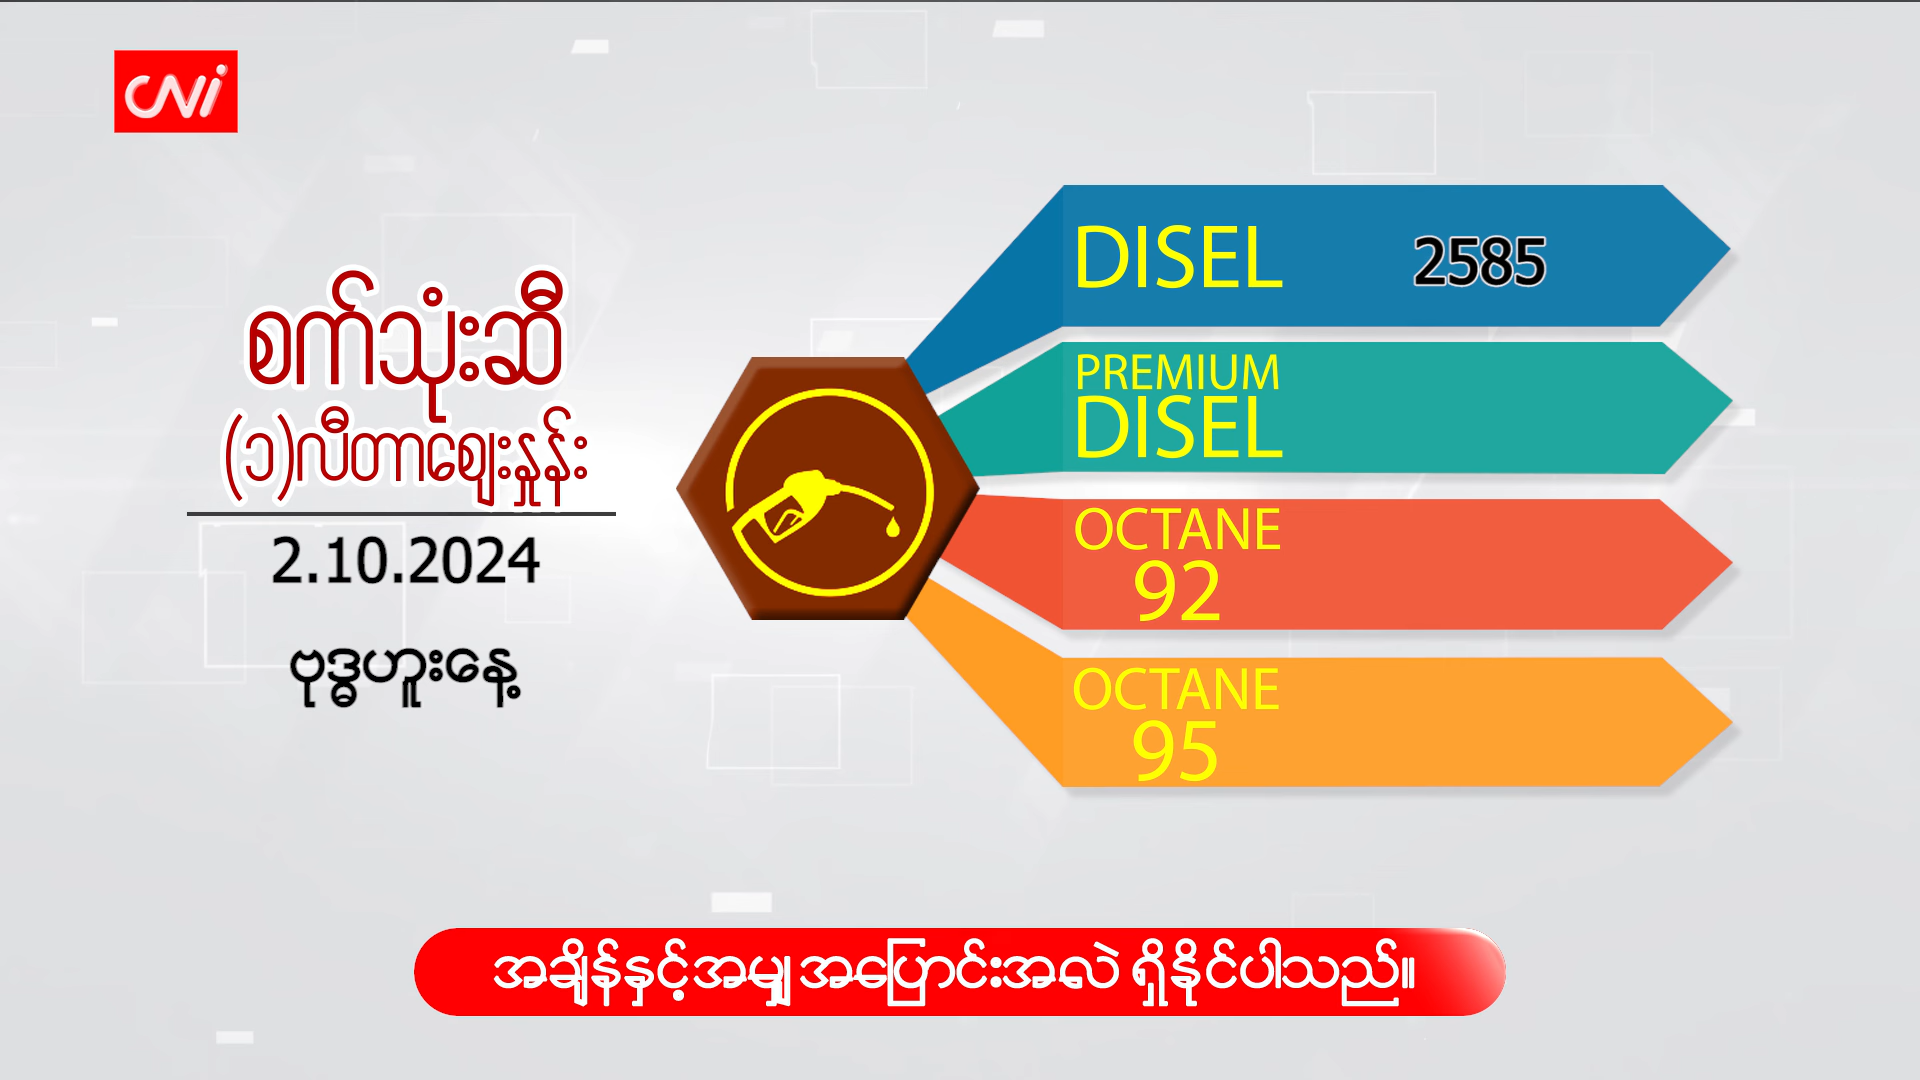 CNi
စက်သုံးဆီ
(၁)လီတာဈေးနှုန်း
2.10.2024
ဗုဒ္ဓဟူးနေ့
DISEL 2585
PREMIUM
DISEL
OCTANE
92
OCTANE
95
အချိန်နှင့်အမျှ အပြောင်းအလဲ ရှိနိုင်ပါသည်။